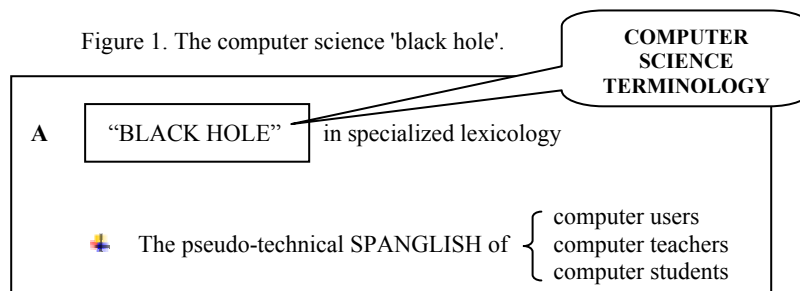 Figure 1. The computer science 'black hole'.
COMPUTER
SCIENCE
TERMINOLOGY
A “BLACK HOLE” in specialized lexicology
The pseudo-technical SPANGLISH of
computer users
computer teachers
computer students